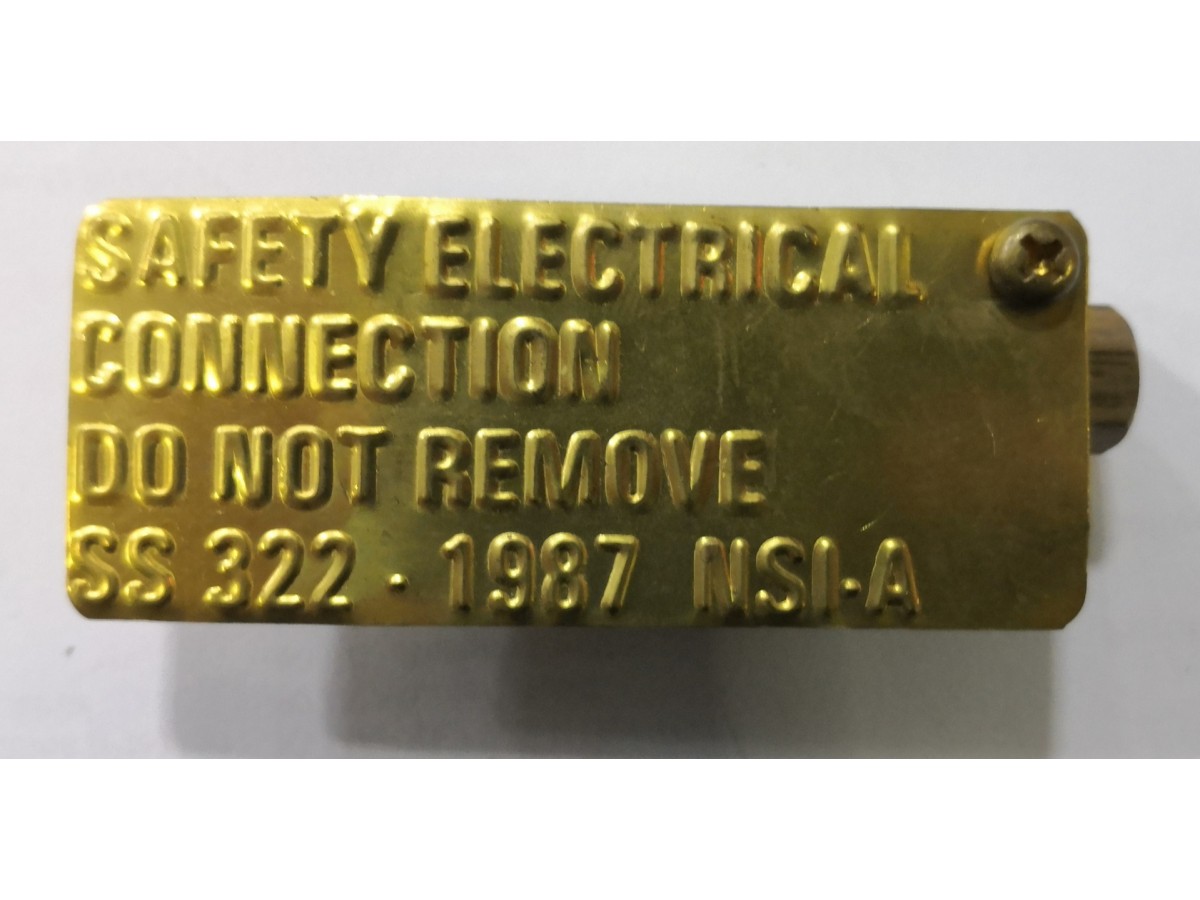 SAFETY ELECTRICAL
CONNECTION
DO NOT REMOVE
SS 322 · 1987 NSI-A